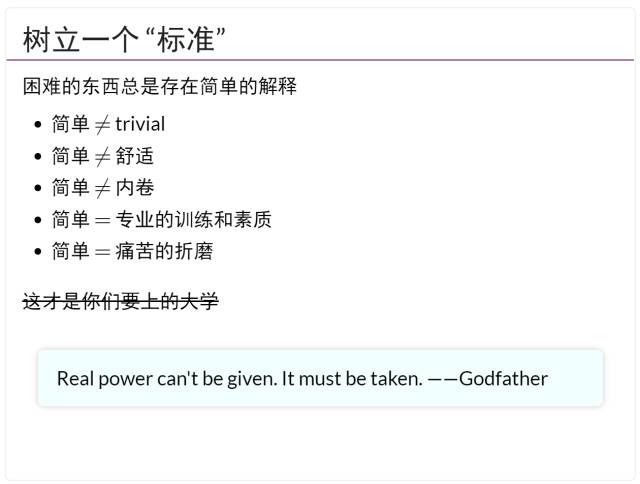 树立一个 “标准”
困难的东西总是存在简单的解释
• 简单 ≠ trivial
• 简单 ≠ 舒适
• 简单 ≠ 内卷
• 简单 = 专业的训练和素质
• 简单 = 痛苦的折磨
这才是你们要上的大学
Real power can't be given. It must be taken. ——Godfather